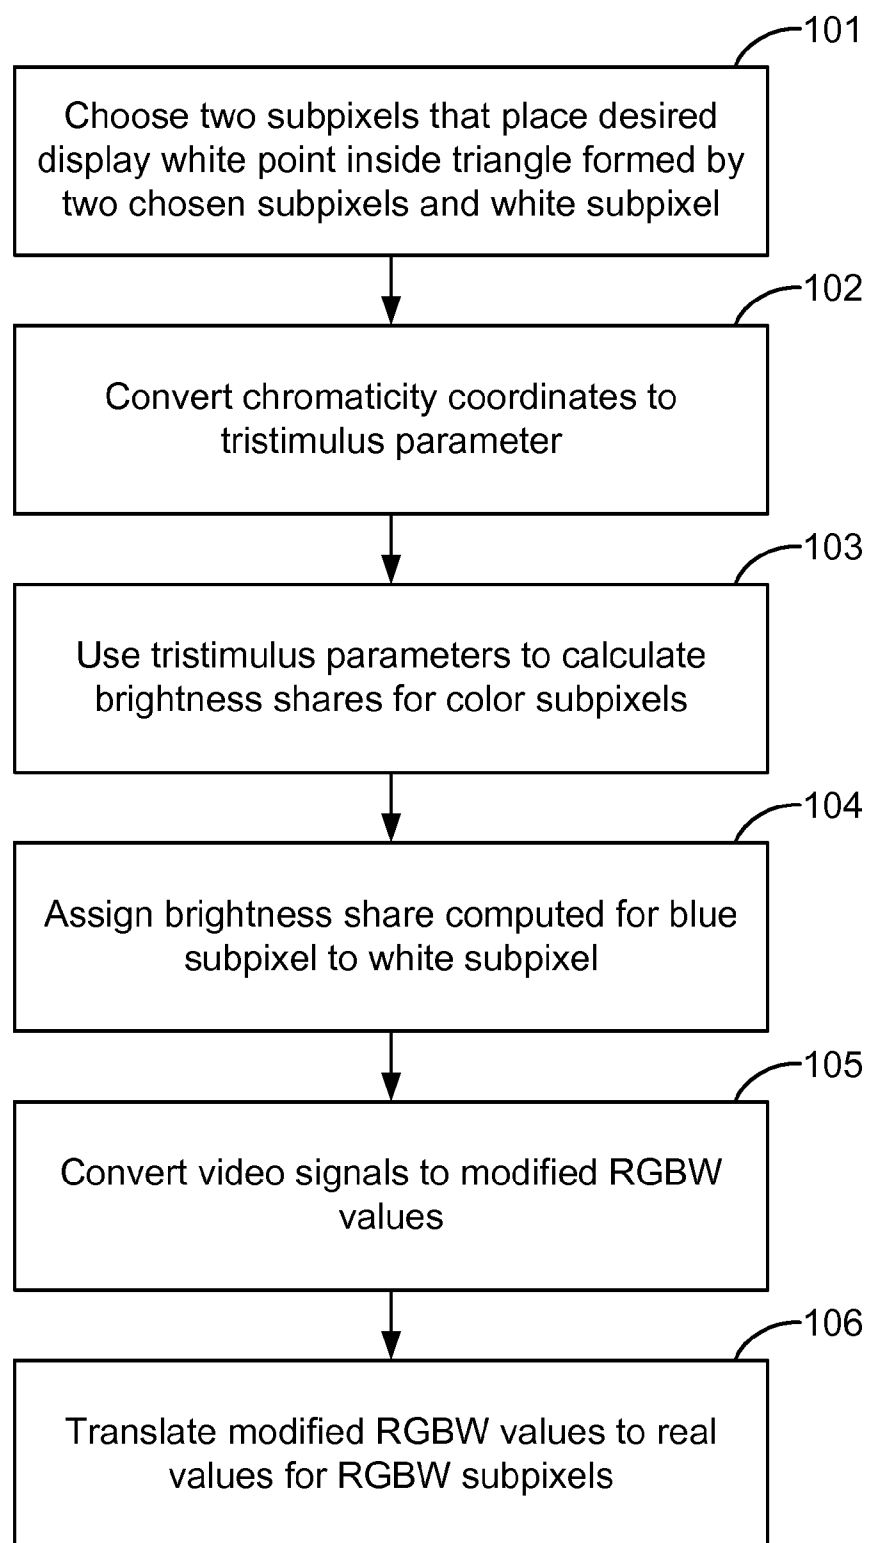 101
Choose two subpixels that place desired
display white point inside triangle formed by
two chosen subpixels and white subpixel
102
Convert chromaticity coordinates to
tristimulus parameter
103
Use tristimulus parameters to calculate
brightness shares for color subpixels
104
Assign brightness share computed for blue
subpixel to white subpixel
105
Convert video signals to modified RGBW
values
106
Translate modified RGBW values to real
values for RGBW subpixels